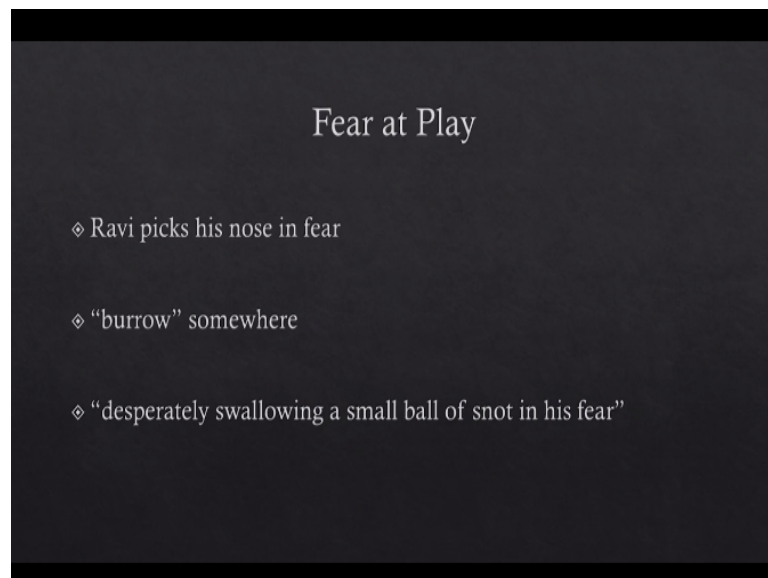 Fear at Play
Ravi picks his nose in fear
“burrow” somewhere
“desperately swallowing a small ball of snot in his fear”